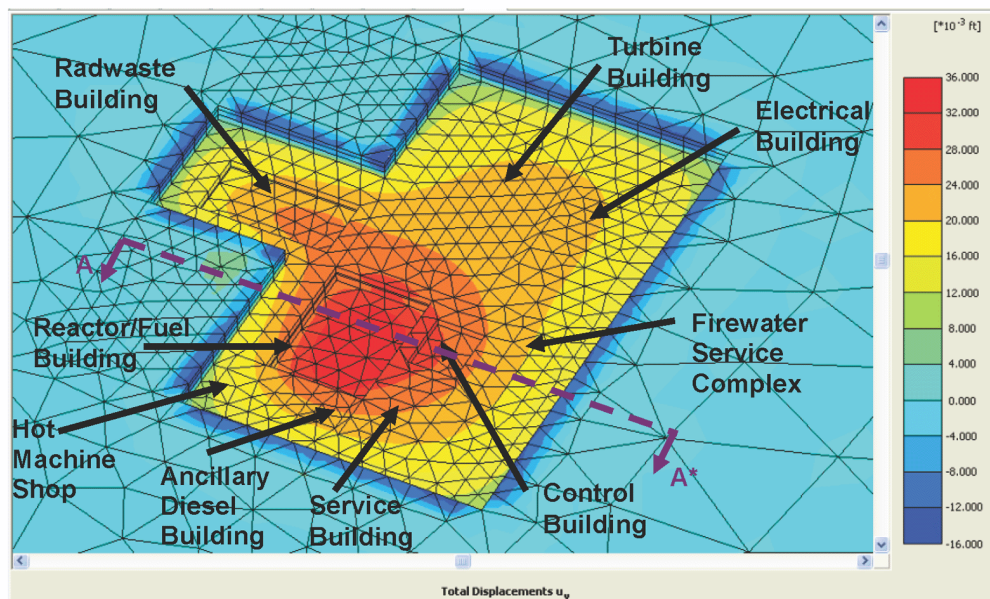 [*10⁻³ ft]
Turbine
Building
Radwaste
Building
Electrical
Building
A
Reactor/Fuel
Building
Firewater
Service
Complex
Hot
Machine
Shop
Ancillary
Diesel
Building
Service
Building
Control
Building
A*
36.000
32.000
28.000
24.000
20.000
16.000
12.000
8.000
4.000
0.000
-4.000
-8.000
-12.000
-16.000
Total Displacements uᵧ